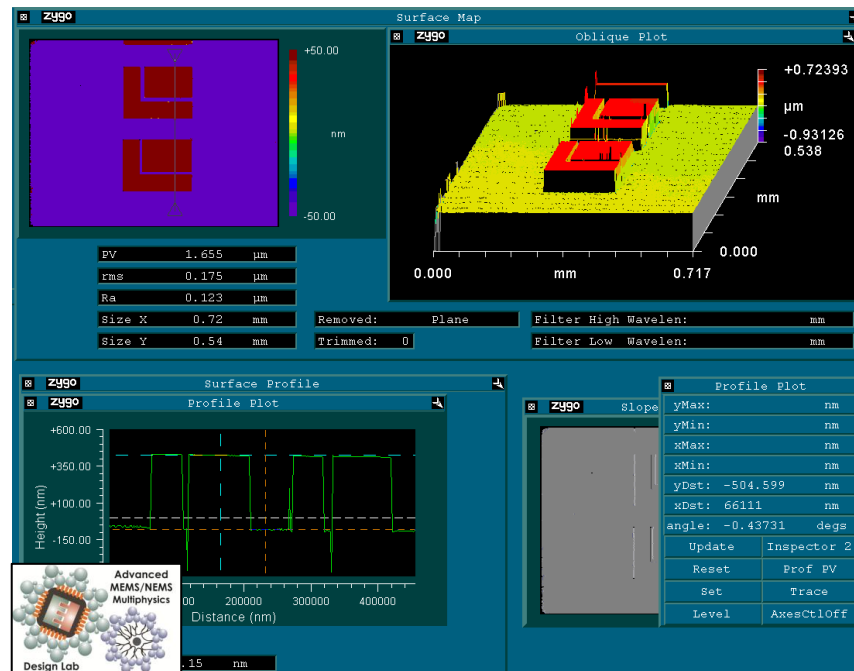 zygo Surface Map
+50.00
nm
-50.00
zygo Oblique Plot
+0.72393
µm
-0.93126
0.538
mm
0.000
0.000 mm 0.717
PV 1.655 µm
rms 0.175 µm
Ra 0.123 µm
Size X 0.72 mm
Size Y 0.54 mm
Removed: Plane
Trimmed: 0
Filter High Wavelen: mm
Filter Low Wavelen: mm
zygo Surface Profile
zygo Profile Plot
+600.00
+350.00
+100.00
-150.00
Height (nm)
200000 300000 400000
Distance (nm)
.15 nm
zygo Slope
Profile Plot
yMax: nm
yMin: nm
xMax: nm
xMin: nm
yDst: -504.599 nm
xDst: 66111 nm
angle: -0.43731 degs
Update Inspector 2
Reset Prof PV
Set Trace
Level AxesCtlOff
Advanced
MEMS/NEMS
Multiphysics
Design Lab